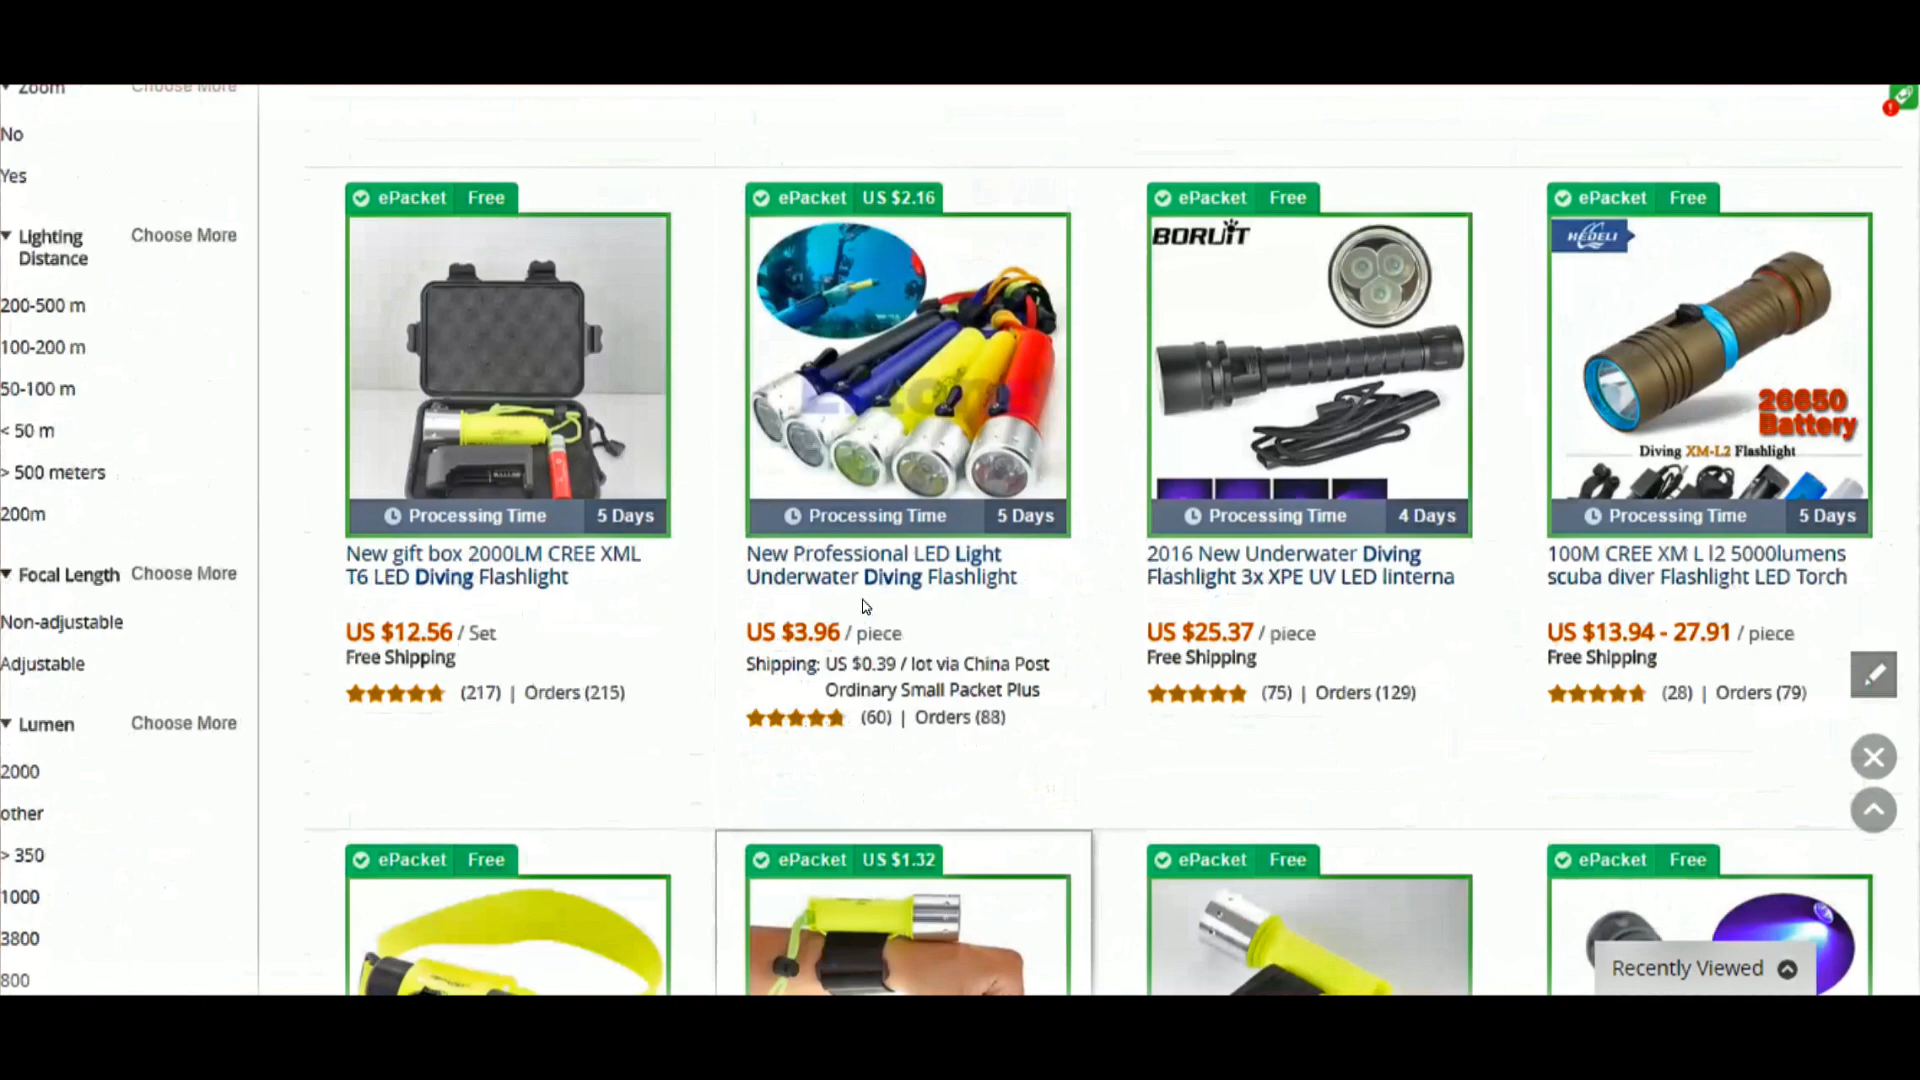 Zoom Choose More
No
Yes
Lighting Distance Choose More
200-500 m
100-200 m
50-100 m
< 50 m
> 500 meters
200m
Focal Length Choose More
Non-adjustable
Adjustable
Lumen Choose More
2000
other
> 350
1000
3800
800
ePacket Free
Processing Time 5 Days
New gift box 2000LM CREE XML
T6 LED Diving Flashlight
US $12.56 / Set
Free Shipping
(217) | Orders (215)
ePacket US $2.16
Processing Time 5 Days
New Professional LED Light
Underwater Diving Flashlight
US $3.96 / piece
Shipping: US $0.39 / lot via China Post
Ordinary Small Packet Plus
(60) | Orders (88)
ePacket Free
BORUIT
Processing Time 4 Days
2016 New Underwater Diving
Flashlight 3x XPE UV LED linterna
US $25.37 / piece
Free Shipping
(75) | Orders (129)
ePacket Free
HEDELI
26650
Battery
Diving XM-L2 Flashlight
Processing Time 5 Days
100M CREE XM L l2 5000lumens
scuba diver Flashlight LED Torch
US $13.94 - 27.91 / piece
Free Shipping
(28) | Orders (79)
ePacket Free
ePacket US $1.32
ePacket Free
ePacket Free
Recently Viewed